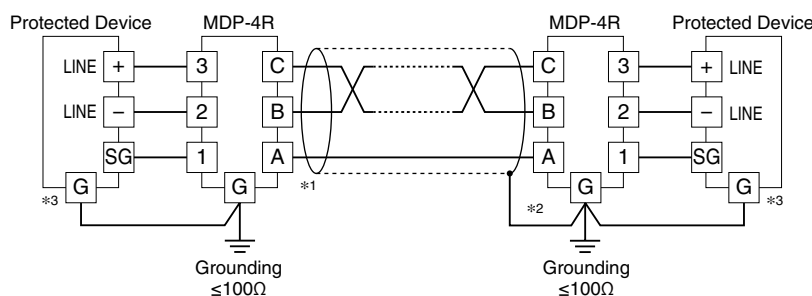 Protected Device MDP-4R MDP-4R Protected Device
LINE + 3 C C 3 + LINE
LINE – 2 B B 2 – LINE
SG 1 A A 1 SG
*3 G G *1 *2 G G *3
Grounding Grounding
≤100Ω ≤100Ω